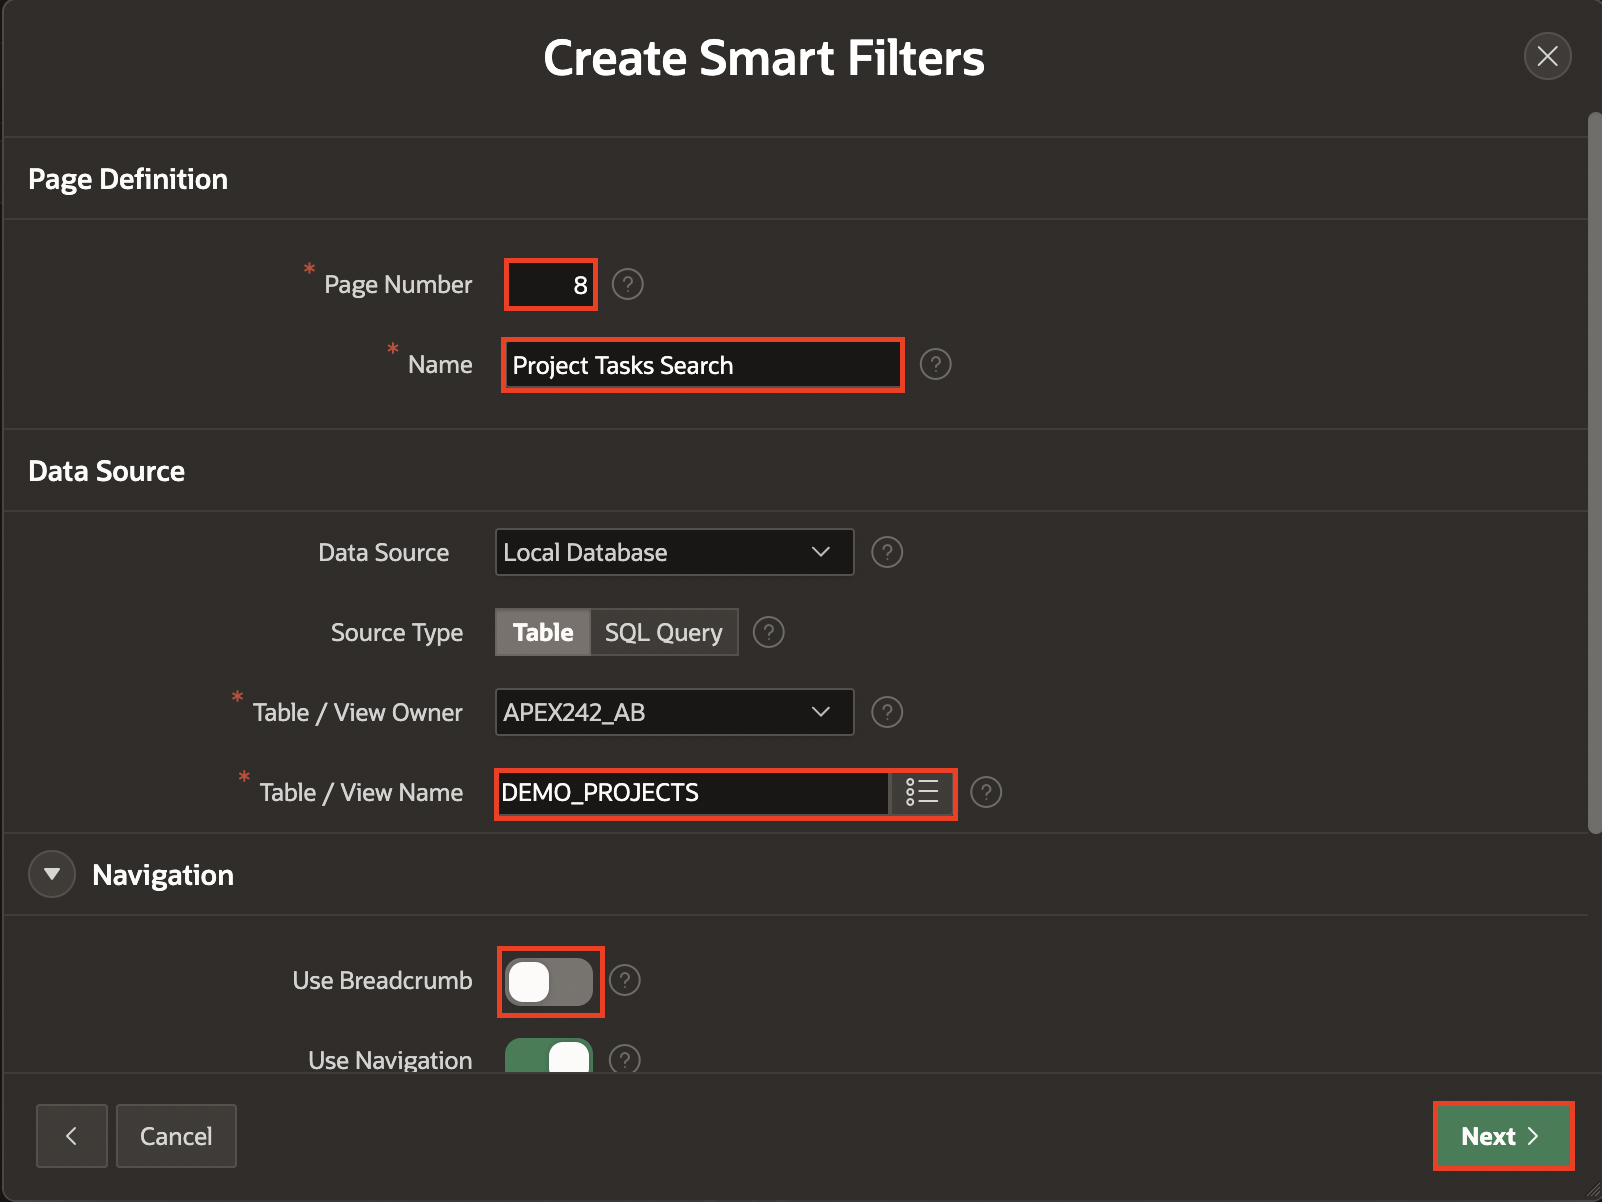 Create Smart Filters
Page Definition
* Page Number 8 ?
* Name Project Tasks Search ?
Data Source
Data Source Local Database ?
Source Type Table SQL Query ?
* Table / View Owner APEX242_AB ?
* Table / View Name DEMO_PROJECTS ?
Navigation
Use Breadcrumb ?
Use Navigation ?
Cancel Next